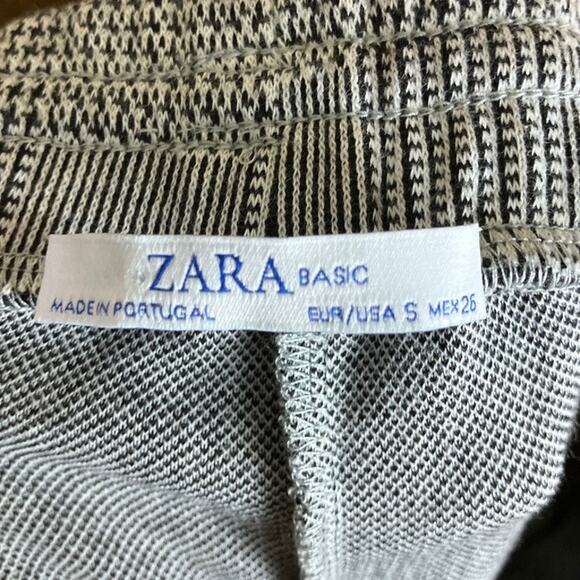 ZARA BASIC
MADE IN PORTUGAL EUR/USA S MEX 26